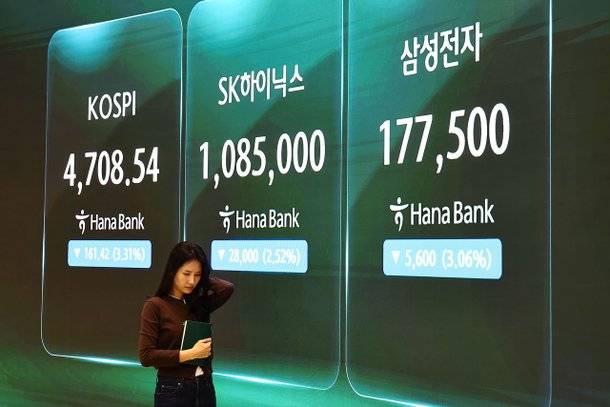 KOSPI
4,708.54
Hana Bank
▼ 161.42 (3.31%)
SK하이닉스
1,085,000
Hana Bank
▼ 28,000 (2.52%)
삼성전자
177,500
Hana Bank
▼ 5,600 (3.06%)